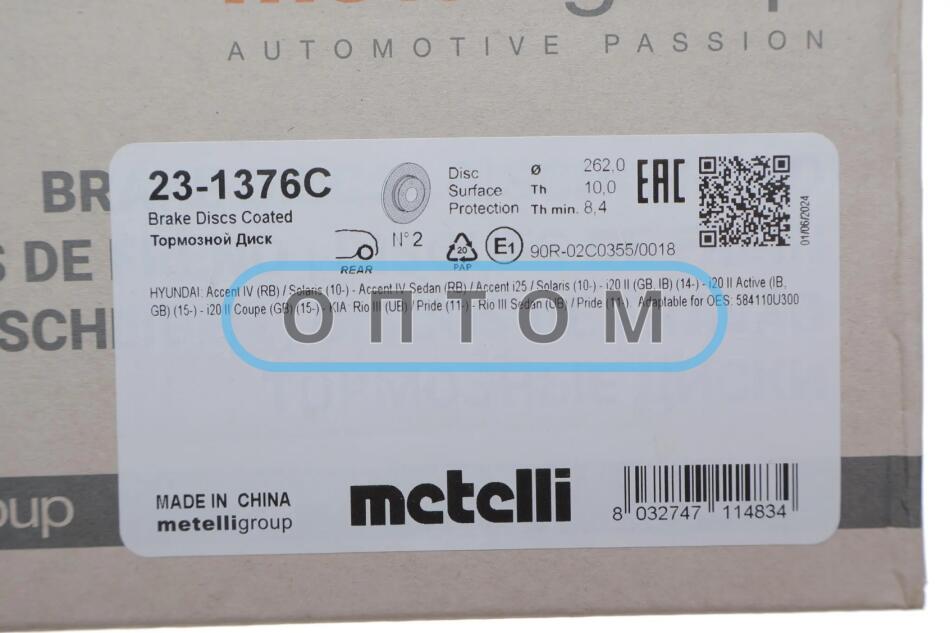 AUTOMOTIVE PASSION
23-1376C
Brake Discs Coated
Тормозной Диск
Disc
Surface
Protection
Ø 262,0
Th 10,0
Th min. 8,4
EAC
01/06/2024
REAR
N° 2
20
PAP
E1
90R-02C0355/0018
HYUNDAI: Accent IV (RB) / Solaris (10-) - Accent IV Sedan (RB) / Accent i25 / Solaris (10-) - i20 II (GB, IB) (14-) - i20 II Active (IB,
GB) (15-) - i20 II Coupe (GB) (15-) - KIA: Rio III (UB) / Pride (11-) - Rio III Sedan (UB) / Pride (11-). Adaptable for OES: 584110U300
ОПТОМ
MADE IN CHINA
metelligroup
metelli
8 032747 114834